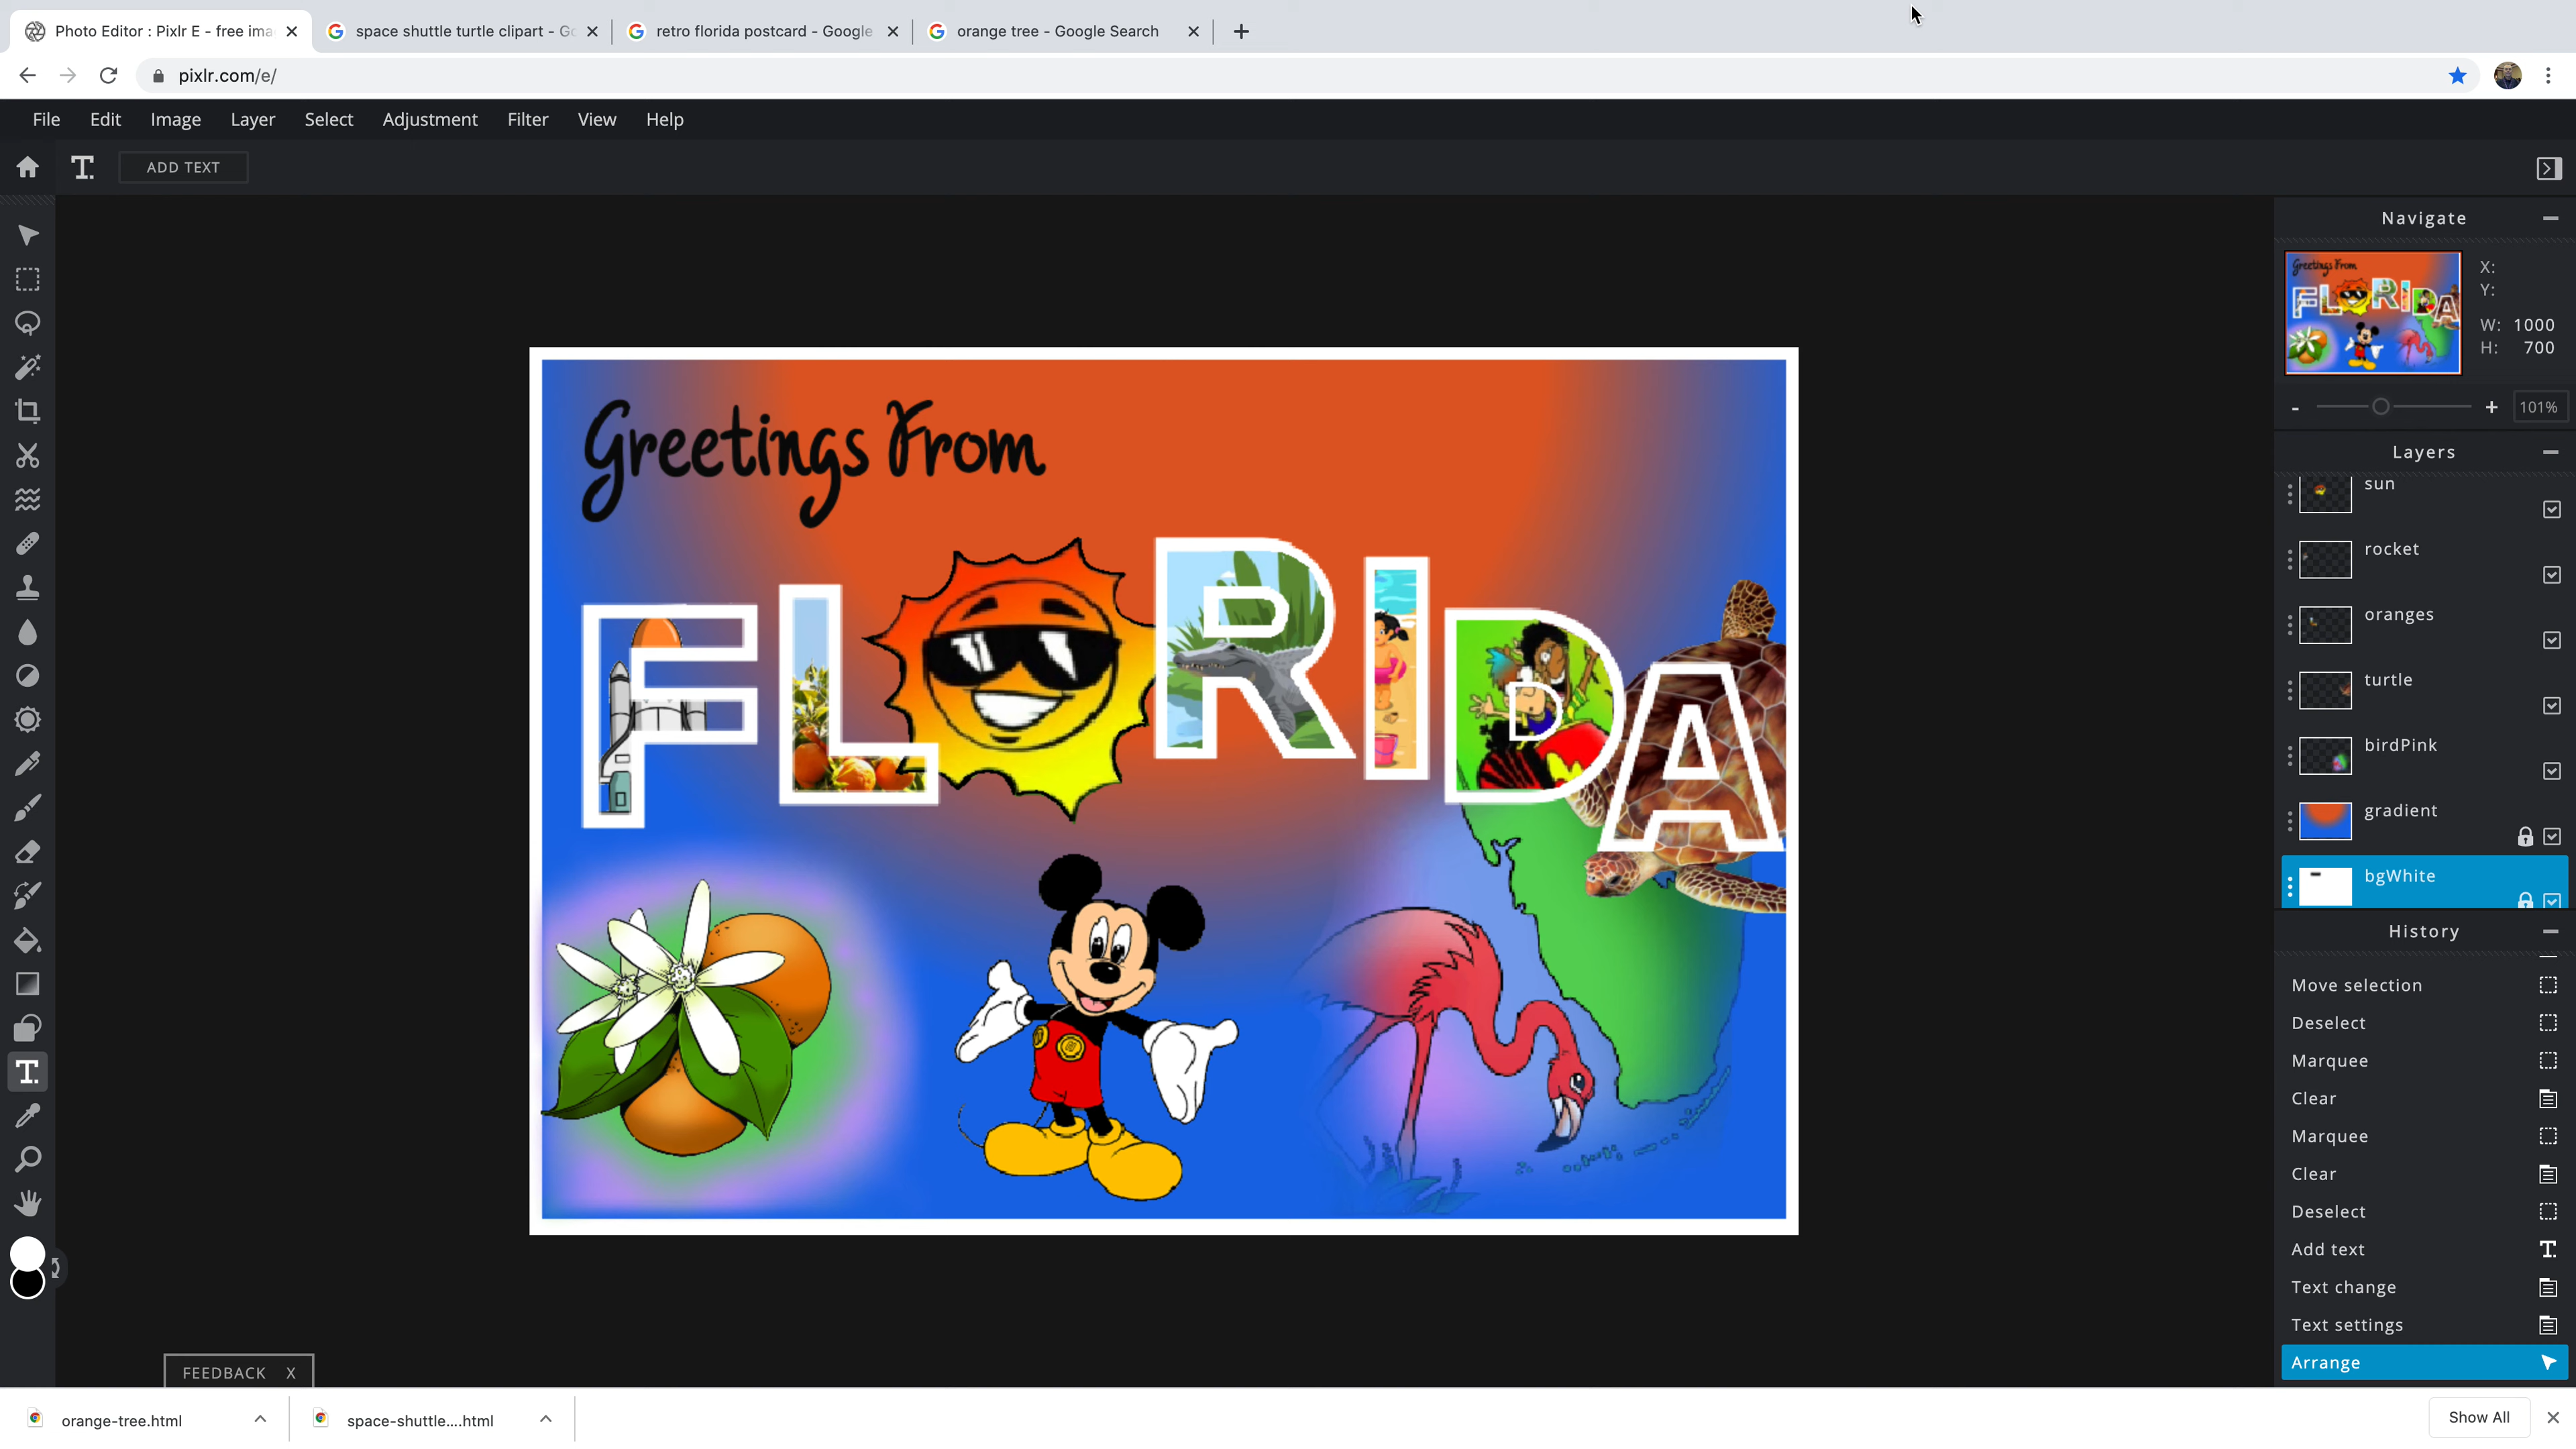 Photo Editor : Pixlr E - free ima
space shuttle turtle clipart - Go
retro florida postcard - Google
orange tree - Google Search
pixlr.com/e/
File Edit Image Layer Select Adjustment Filter View Help
T. ADD TEXT
Navigate
X:
Y:
W: 1000
H: 700
- + 101%
Layers
sun
rocket
oranges
turtle
birdPink
gradient
bgWhite
History
Move selection
Deselect
Marquee
Clear
Marquee
Clear
Deselect
Add text
Text change
Text settings
Arrange
Greetings From
FLORIDA
FEEDBACK X
orange-tree.html
space-shuttle....html
Show All